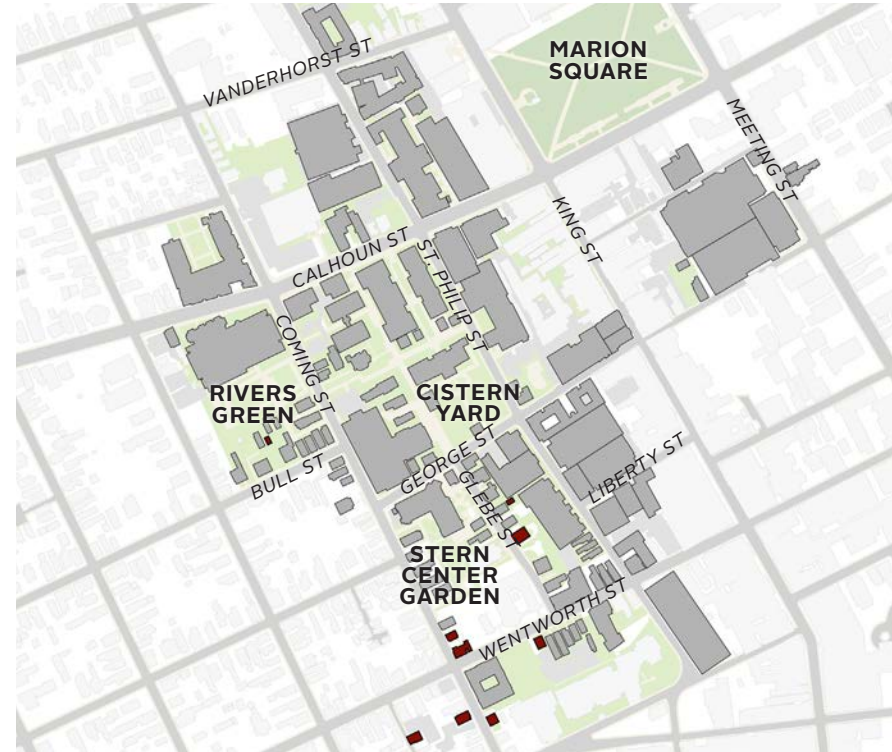 MARION
SQUARE
VANDERHORST ST
MEETING ST
KING ST
CALHOUN ST
ST. PHILIP ST
COMING ST
RIVERS
GREEN
CISTERN
YARD
GEORGE ST
BULL ST
LIBERTY ST
GLEBE ST
STERN
CENTER
GARDEN
WENTWORTH ST